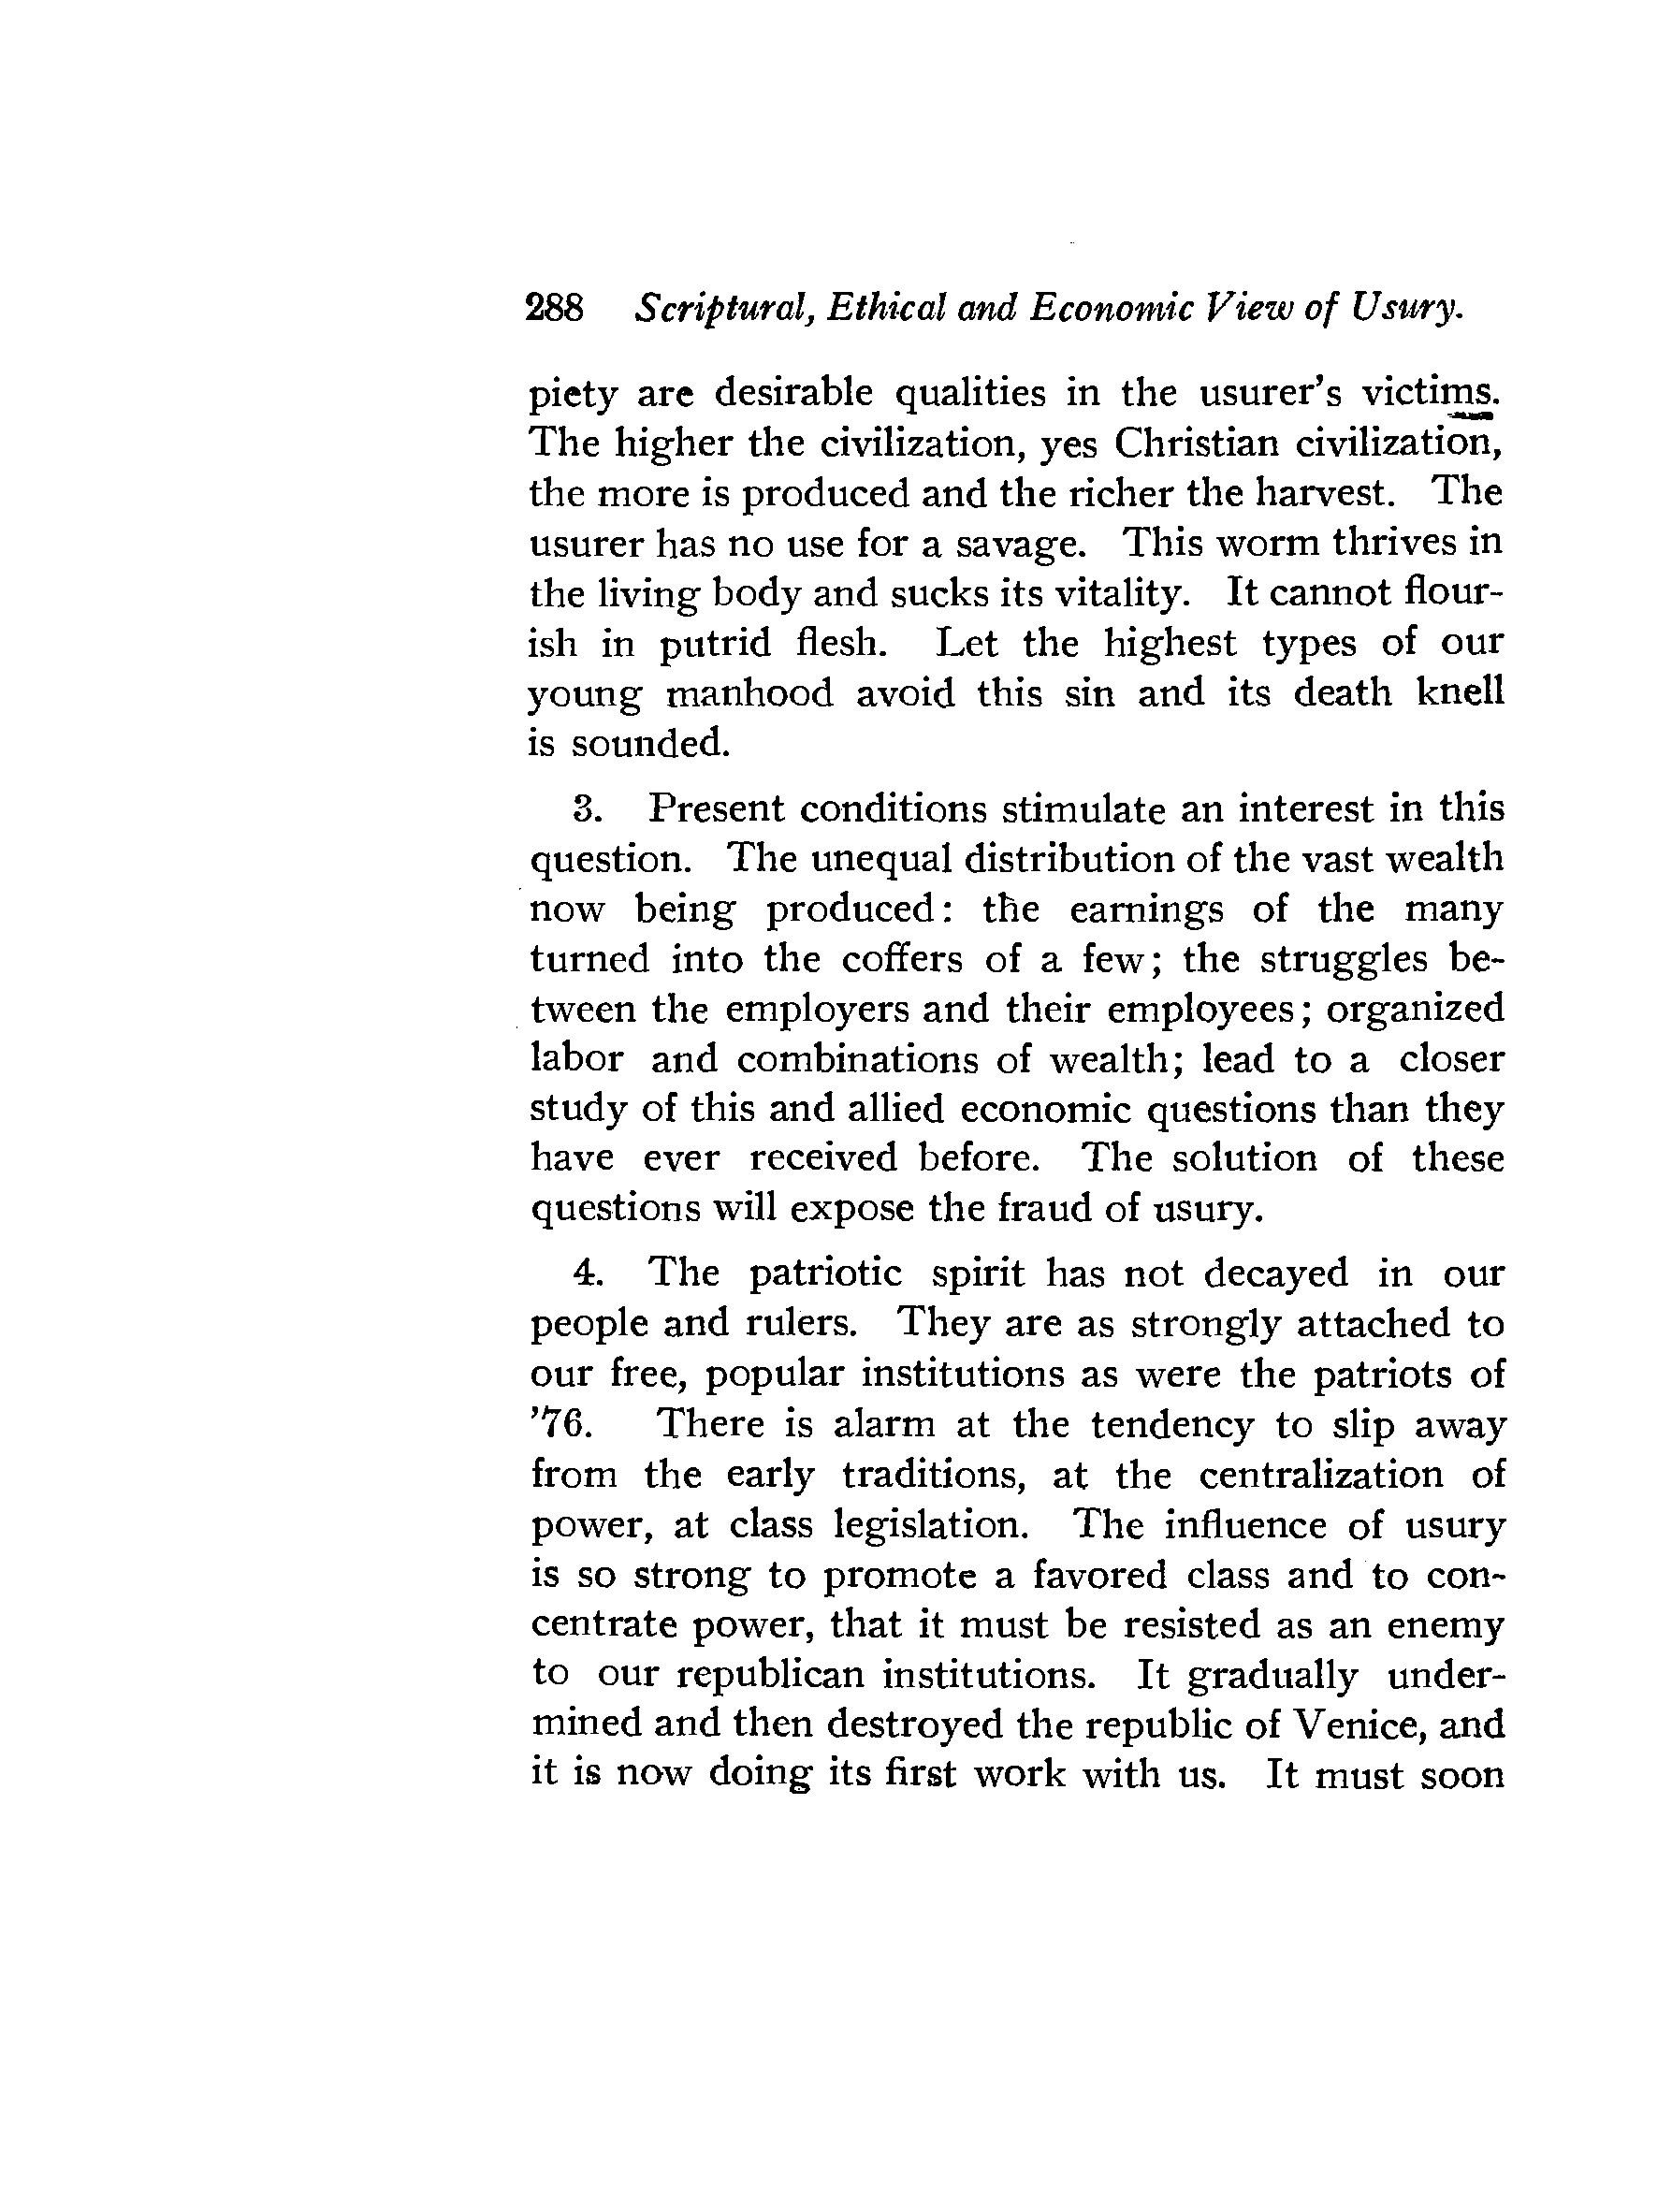 288 Scriptural, Ethical and Economic View of Usury.
piety are desirable qualities in the usurer's victims.
The higher the civilization, yes Christian civilization,
the more is produced and the richer the harvest. The
usurer has no use for a savage. This worm thrives in
the living body and sucks its vitality. It cannot flour-
ish in putrid flesh. Let the highest types of our
young manhood avoid this sin and its death knell
is sounded.
3. Present conditions stimulate an interest in this
question. The unequal distribution of the vast wealth
now being produced: the earnings of the many
turned into the coffers of a few; the struggles be-
tween the employers and their employees; organized
labor and combinations of wealth; lead to a closer
study of this and allied economic questions than they
have ever received before. The solution of these
questions will expose the fraud of usury.
4. The patriotic spirit has not decayed in our
people and rulers. They are as strongly attached to
our free, popular institutions as were the patriots of
'76. There is alarm at the tendency to slip away
from the early traditions, at the centralization of
power, at class legislation. The influence of usury
is so strong to promote a favored class and to con-
centrate power, that it must be resisted as an enemy
to our republican institutions. It gradually under-
mined and then destroyed the republic of Venice, and
it is now doing its first work with us. It must soon